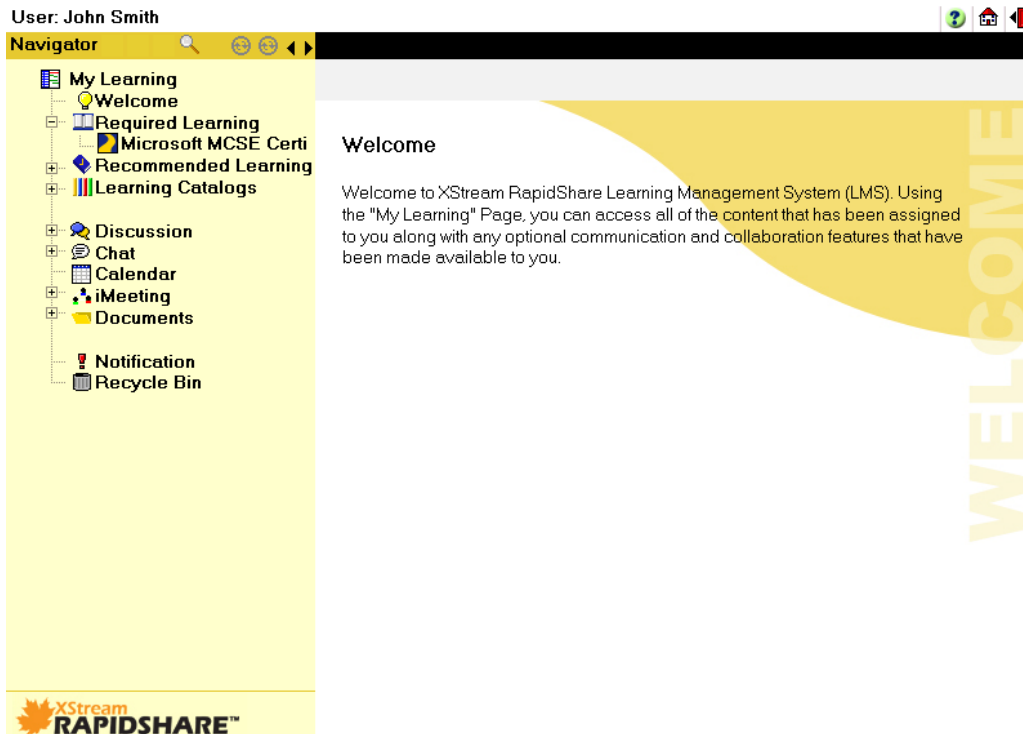 User: John Smith
Navigator
My Learning
Welcome
Required Learning
Microsoft MCSE Certi
Recommended Learning
Learning Catalogs
Discussion
Chat
Calendar
iMeeting
Documents
Notification
Recycle Bin
XStream
RAPIDSHARE™
Welcome
Welcome to XStream RapidShare Learning Management System (LMS). Using
the "My Learning" Page, you can access all of the content that has been assigned
to you along with any optional communication and collaboration features that have
been made available to you.
WELCOME